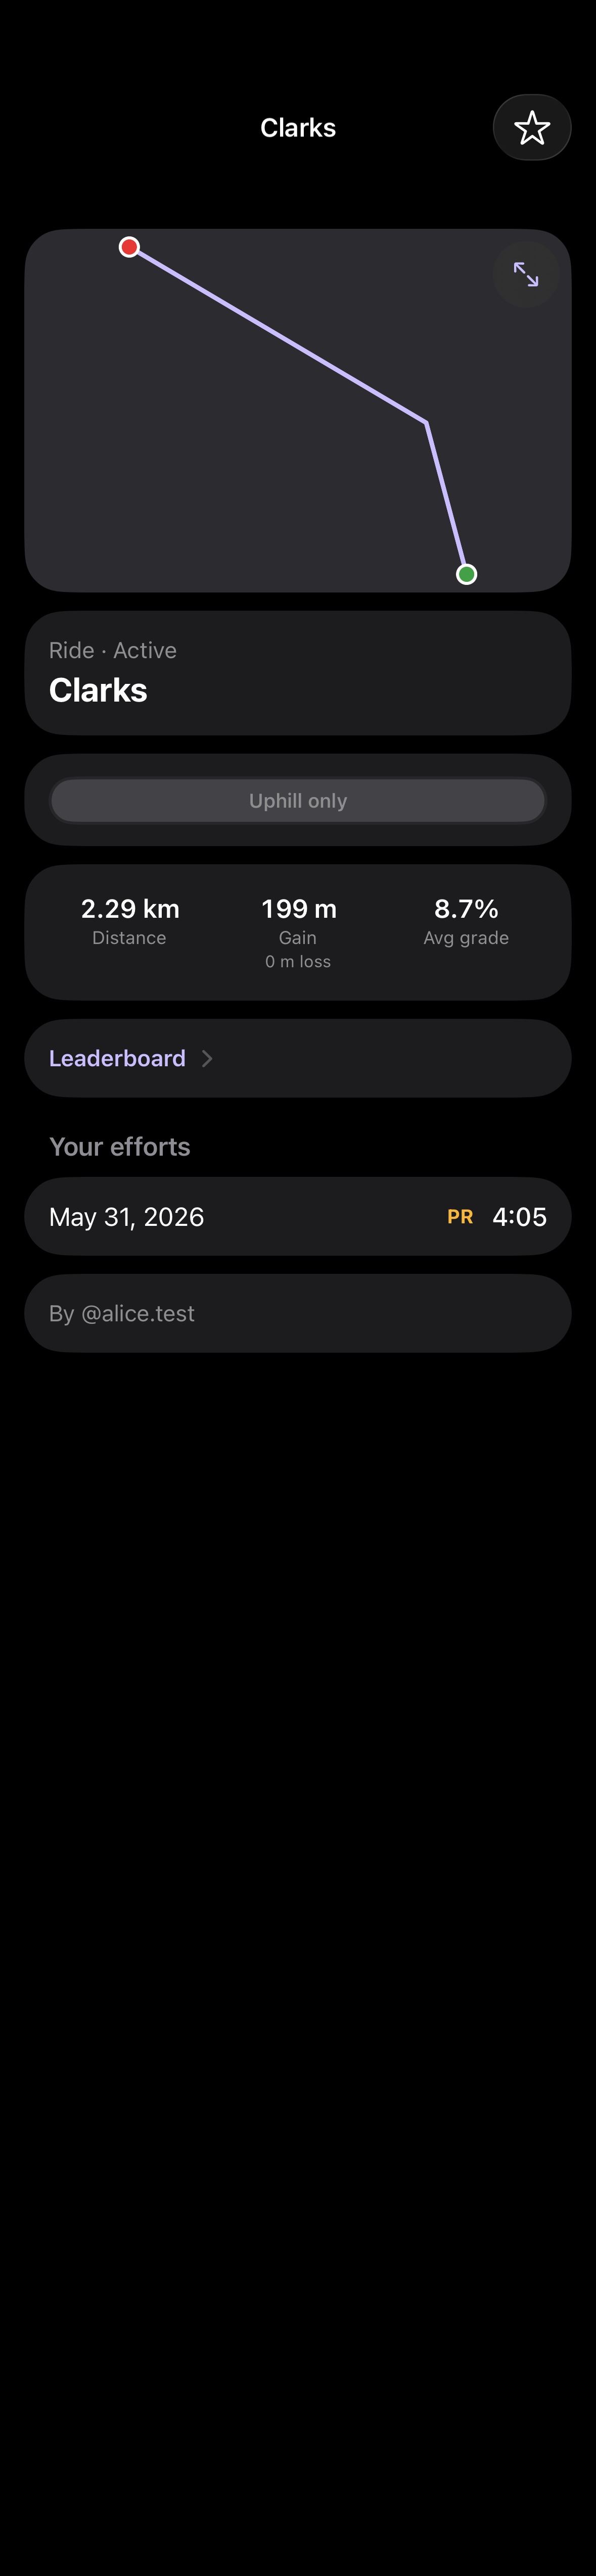 Clarks
Ride · Active
Clarks
Uphill only
2.29 km
Distance
199 m
Gain
0 m loss
8.7%
Avg grade
Leaderboard
Your efforts
May 31, 2026
PR
4:05
By @alice.test